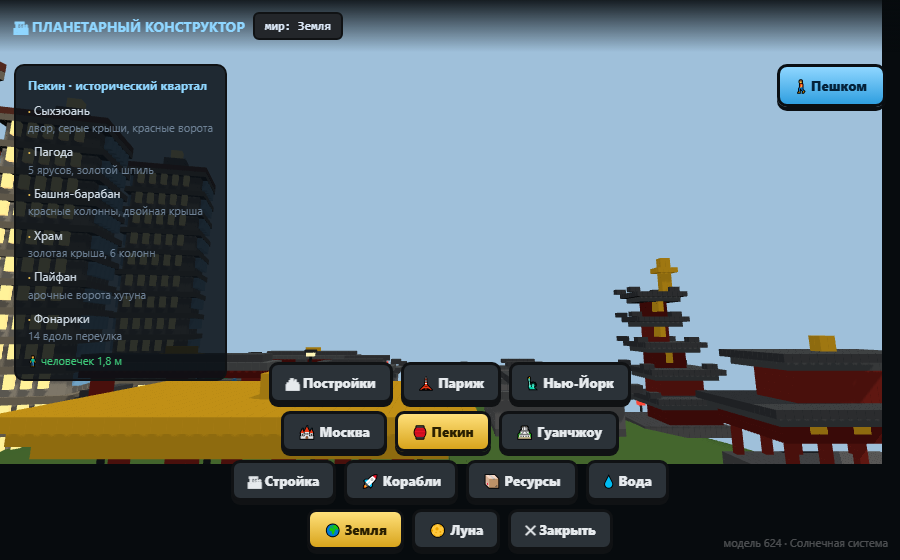 ПЛАНЕТАРНЫЙ КОНСТРУКТОР
мир: Земля
Пекин · исторический квартал
· Сыхэюань
двор, серые крыши, красные ворота
· Пагода
5 ярусов, золотой шпиль
· Башня-барабан
красные колонны, двойная крыша
· Храм
золотая крыша, 6 колонн
· Пайфан
арочные ворота хутуна
· Фонарики
14 вдоль переулка
человечек 1,8 м
Пешком
Постройки
Париж
Нью-Йорк
Москва
Пекин
Гуанчжоу
Стройка
Корабли
Ресурсы
Вода
Земля
Луна
Закрыть
модель 624 · Солнечная система